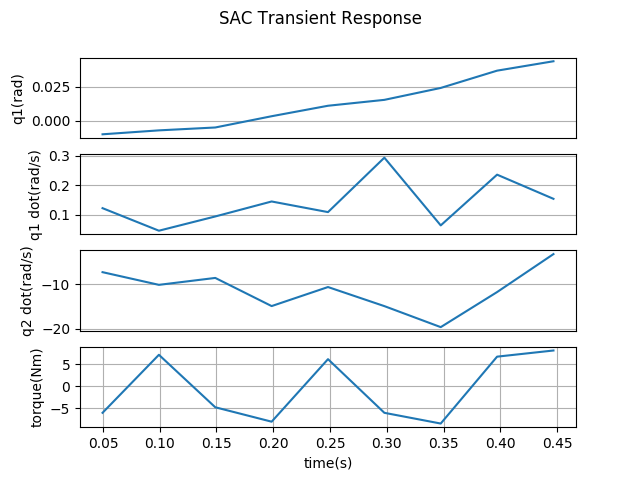 SAC Transient Response
q1(rad)
0.025
0.000
q1 dot(rad/s)
0.3
0.2
0.1
q2 dot(rad/s)
−10
−20
torque(Nm)
5
0
−5
0.05 0.10 0.15 0.20 0.25 0.30 0.35 0.40 0.45
time(s)